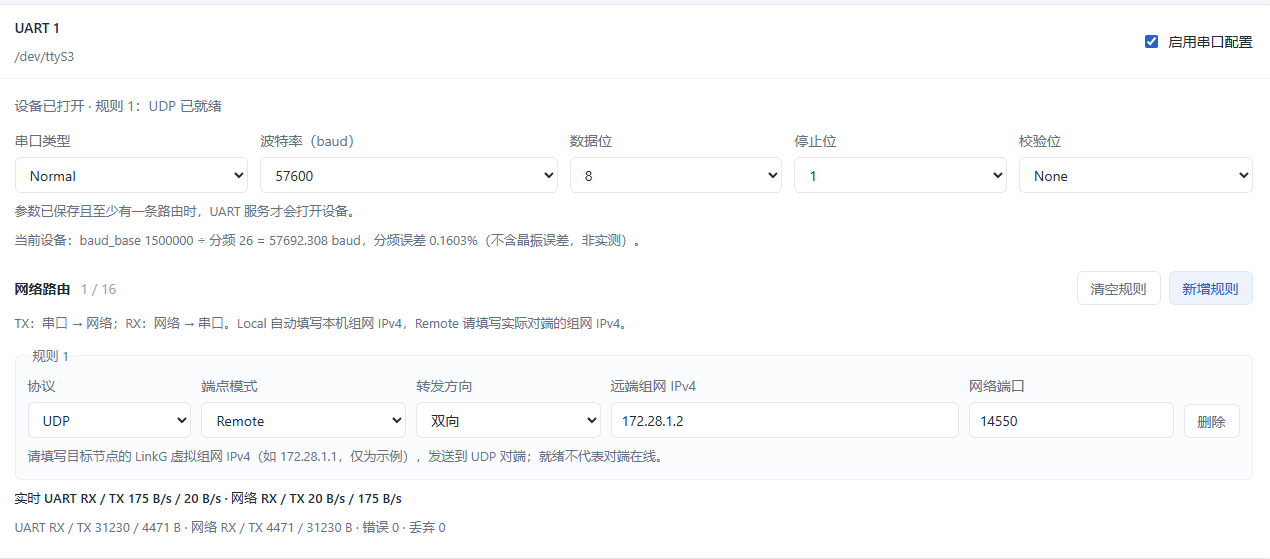 UART 1
/dev/ttyS3
启用串口配置
设备已打开 · 规则 1：UDP 已就绪
串口类型 波特率（baud） 数据位 停止位 校验位
Normal 57600 8 1 None
参数已保存且至少有一条路由时，UART 服务才会打开设备。
当前设备：baud_base 1500000 ÷ 分频 26 = 57692.308 baud，分频误差 0.1603%（不含晶振误差，非实测）。
网络路由 1 / 16 清空规则 新增规则
TX：串口 → 网络；RX：网络 → 串口。Local 自动填写本机组网 IPv4，Remote 请填写实际对端的组网 IPv4。
规则 1
协议 端点模式 转发方向 远端组网 IPv4 网络端口
UDP Remote 双向 172.28.1.2 14550 删除
请填写目标节点的 LinkG 虚拟组网 IPv4（如 172.28.1.1，仅为示例），发送到 UDP 对端；就绪不代表对端在线。
实时 UART RX / TX 175 B/s / 20 B/s · 网络 RX / TX 20 B/s / 175 B/s
UART RX / TX 31230 / 4471 B · 网络 RX / TX 4471 / 31230 B · 错误 0 · 丢弃 0